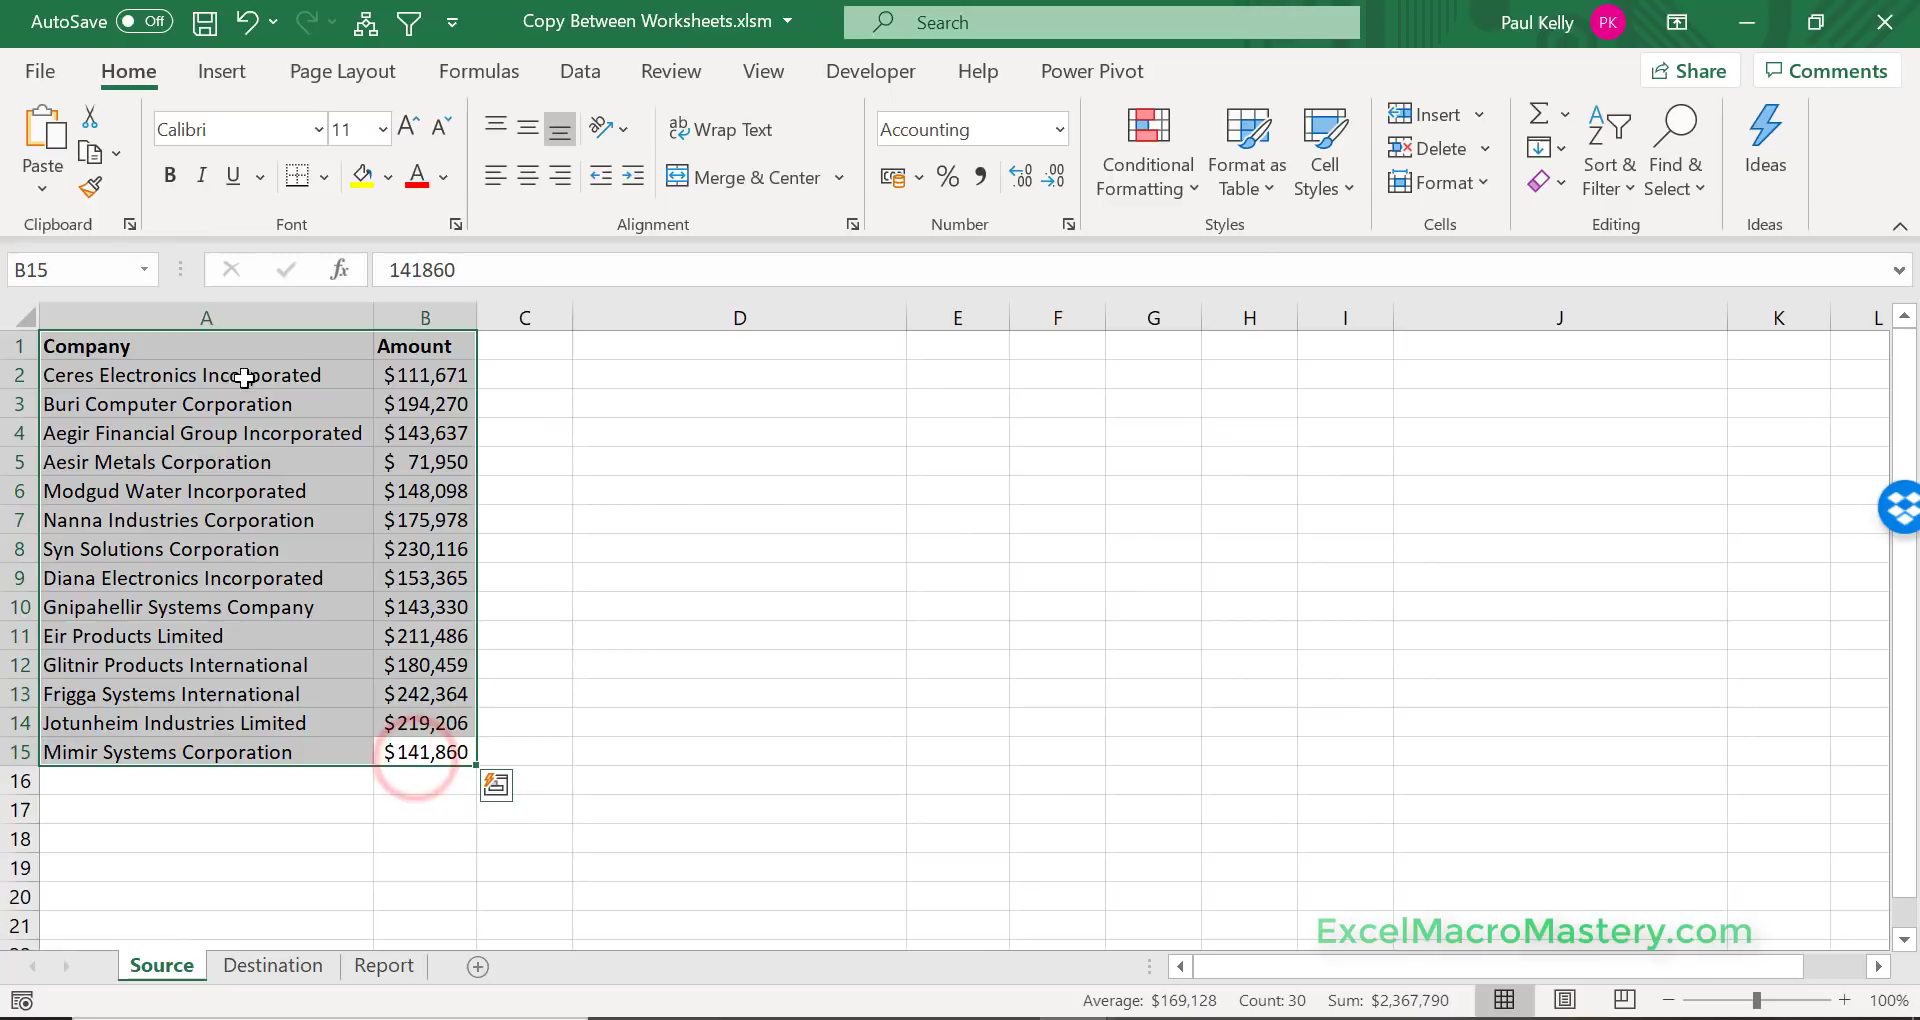 AutoSave Off Copy Between Worksheets.xlsm Search Paul Kelly PK
File Home Insert Page Layout Formulas Data Review View Developer Help Power Pivot Share Comments
Paste
Clipboard
Calibri 11
B I U A
Font
ab Wrap Text
Merge & Center
Alignment
Accounting
% 9 .00
Number
Conditional Formatting
Format as Table
Cell Styles
Styles
Insert
Delete
Format
Cells
Sort & Filter
Find & Select
Editing
Ideas
Ideas
B15 fx 141860
A B C D E F G H I J K L
1 Company Amount
2 Ceres Electronics Incorporated $111,671
3 Buri Computer Corporation $194,270
4 Aegir Financial Group Incorporated $143,637
5 Aesir Metals Corporation $ 71,950
6 Modgud Water Incorporated $148,098
7 Nanna Industries Corporation $175,978
8 Syn Solutions Corporation $230,116
9 Diana Electronics Incorporated $153,365
10 Gnipahellir Systems Company $143,330
11 Eir Products Limited $211,486
12 Glitnir Products International $180,459
13 Frigga Systems International $242,364
14 Jotunheim Industries Limited $219,206
15 Mimir Systems Corporation $141,860
16
17
18
19
20
21
ExcelMacroMastery.com
Source Destination Report
Average: $169,128 Count: 30 Sum: $2,367,790 100%